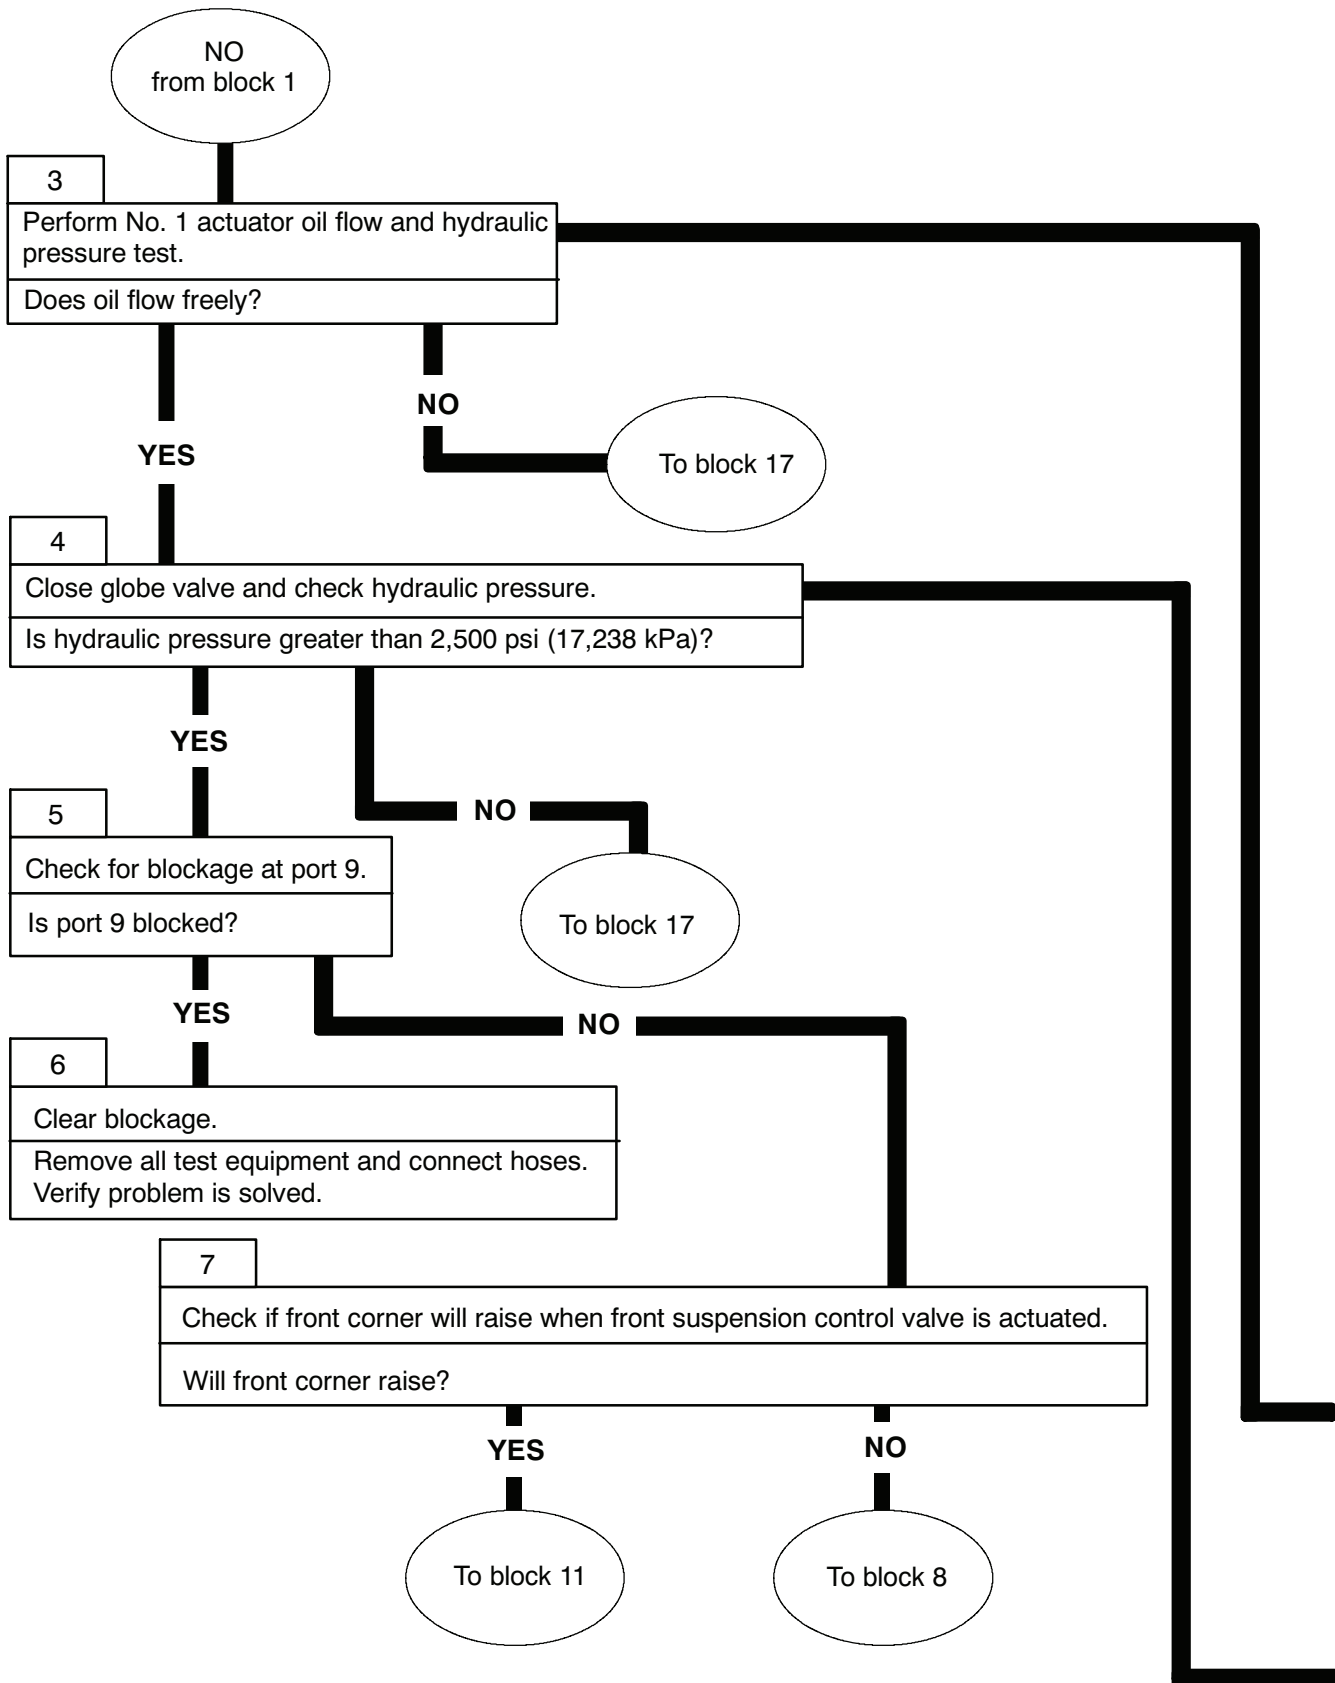 NO
from block 1
3
Perform No. 1 actuator oil flow and hydraulic
pressure test.
Does oil flow freely?
NO
YES
To block 17
4
Close globe valve and check hydraulic pressure.
Is hydraulic pressure greater than 2,500 psi (17,238 kPa)?
YES
NO
5
Check for blockage at port 9.
Is port 9 blocked?
To block 17
YES
NO
6
Clear blockage.
Remove all test equipment and connect hoses.
Verify problem is solved.
7
Check if front corner will raise when front suspension control valve is actuated.
Will front corner raise?
YES
NO
To block 11
To block 8